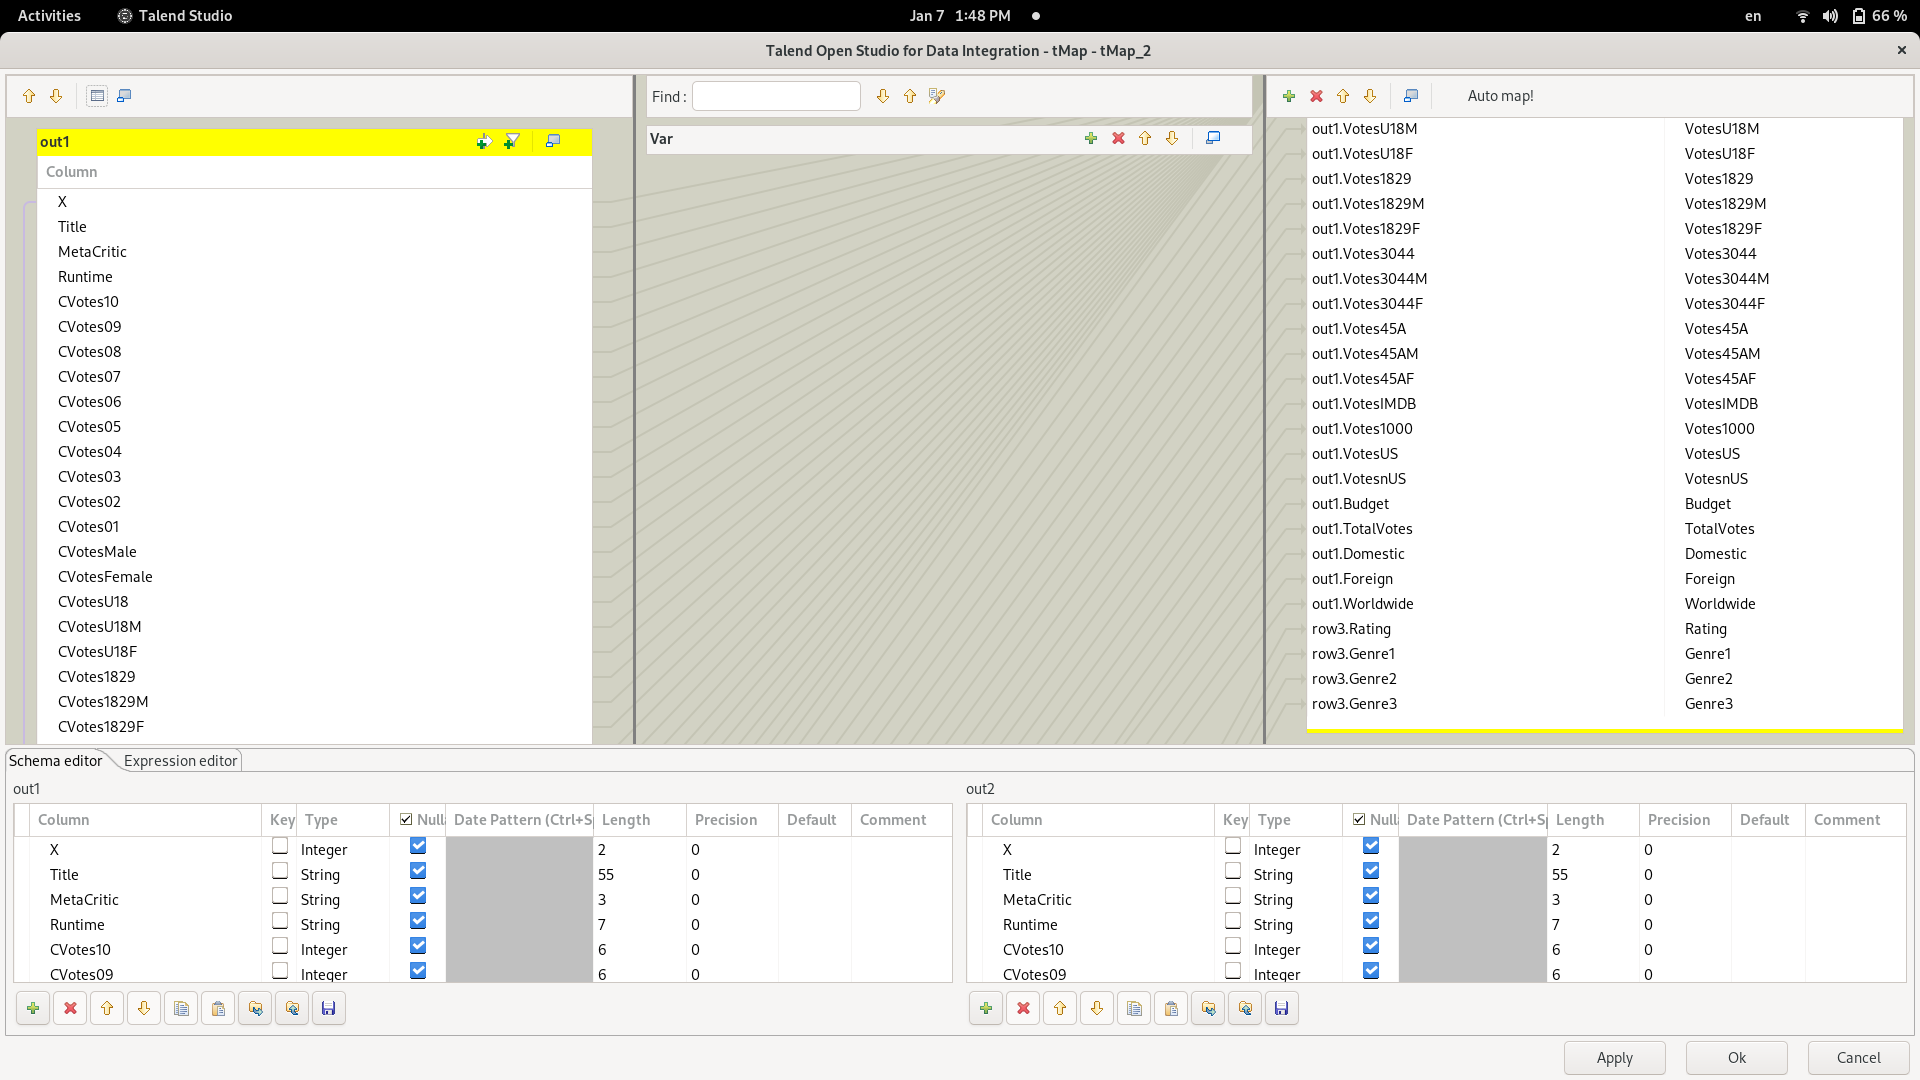 Activities Talend Studio Jan 7 1:48 PM en 66 %
Talend Open Studio for Data Integration - tMap - tMap_2
Find : Auto map!
out1
Column
X
Title
MetaCritic
Runtime
CVotes10
CVotes09
CVotes08
CVotes07
CVotes06
CVotes05
CVotes04
CVotes03
CVotes02
CVotes01
CVotesMale
CVotesFemale
CVotesU18
CVotesU18M
CVotesU18F
CVotes1829
CVotes1829M
CVotes1829F
Var
out1.VotesU18M VotesU18M
out1.VotesU18F VotesU18F
out1.Votes1829 Votes1829
out1.Votes1829M Votes1829M
out1.Votes1829F Votes1829F
out1.Votes3044 Votes3044
out1.Votes3044M Votes3044M
out1.Votes3044F Votes3044F
out1.Votes45A Votes45A
out1.Votes45AM Votes45AM
out1.Votes45AF Votes45AF
out1.VotesIMDB VotesIMDB
out1.Votes1000 Votes1000
out1.VotesUS VotesUS
out1.VotesnUS VotesnUS
out1.Budget Budget
out1.TotalVotes TotalVotes
out1.Domestic Domestic
out1.Foreign Foreign
out1.Worldwide Worldwide
row3.Rating Rating
row3.Genre1 Genre1
row3.Genre2 Genre2
row3.Genre3 Genre3
Schema editor Expression editor
out1
Column Key Type Null Date Pattern (Ctrl+S Length Precision Default Comment
X Integer 2 0
Title String 55 0
MetaCritic String 3 0
Runtime String 7 0
CVotes10 Integer 6 0
CVotes09 Integer 6 0
out2
Column Key Type Null Date Pattern (Ctrl+Sp Length Precision Default Comment
X Integer 2 0
Title String 55 0
MetaCritic String 3 0
Runtime String 7 0
CVotes10 Integer 6 0
CVotes09 Integer 6 0
Apply Ok Cancel